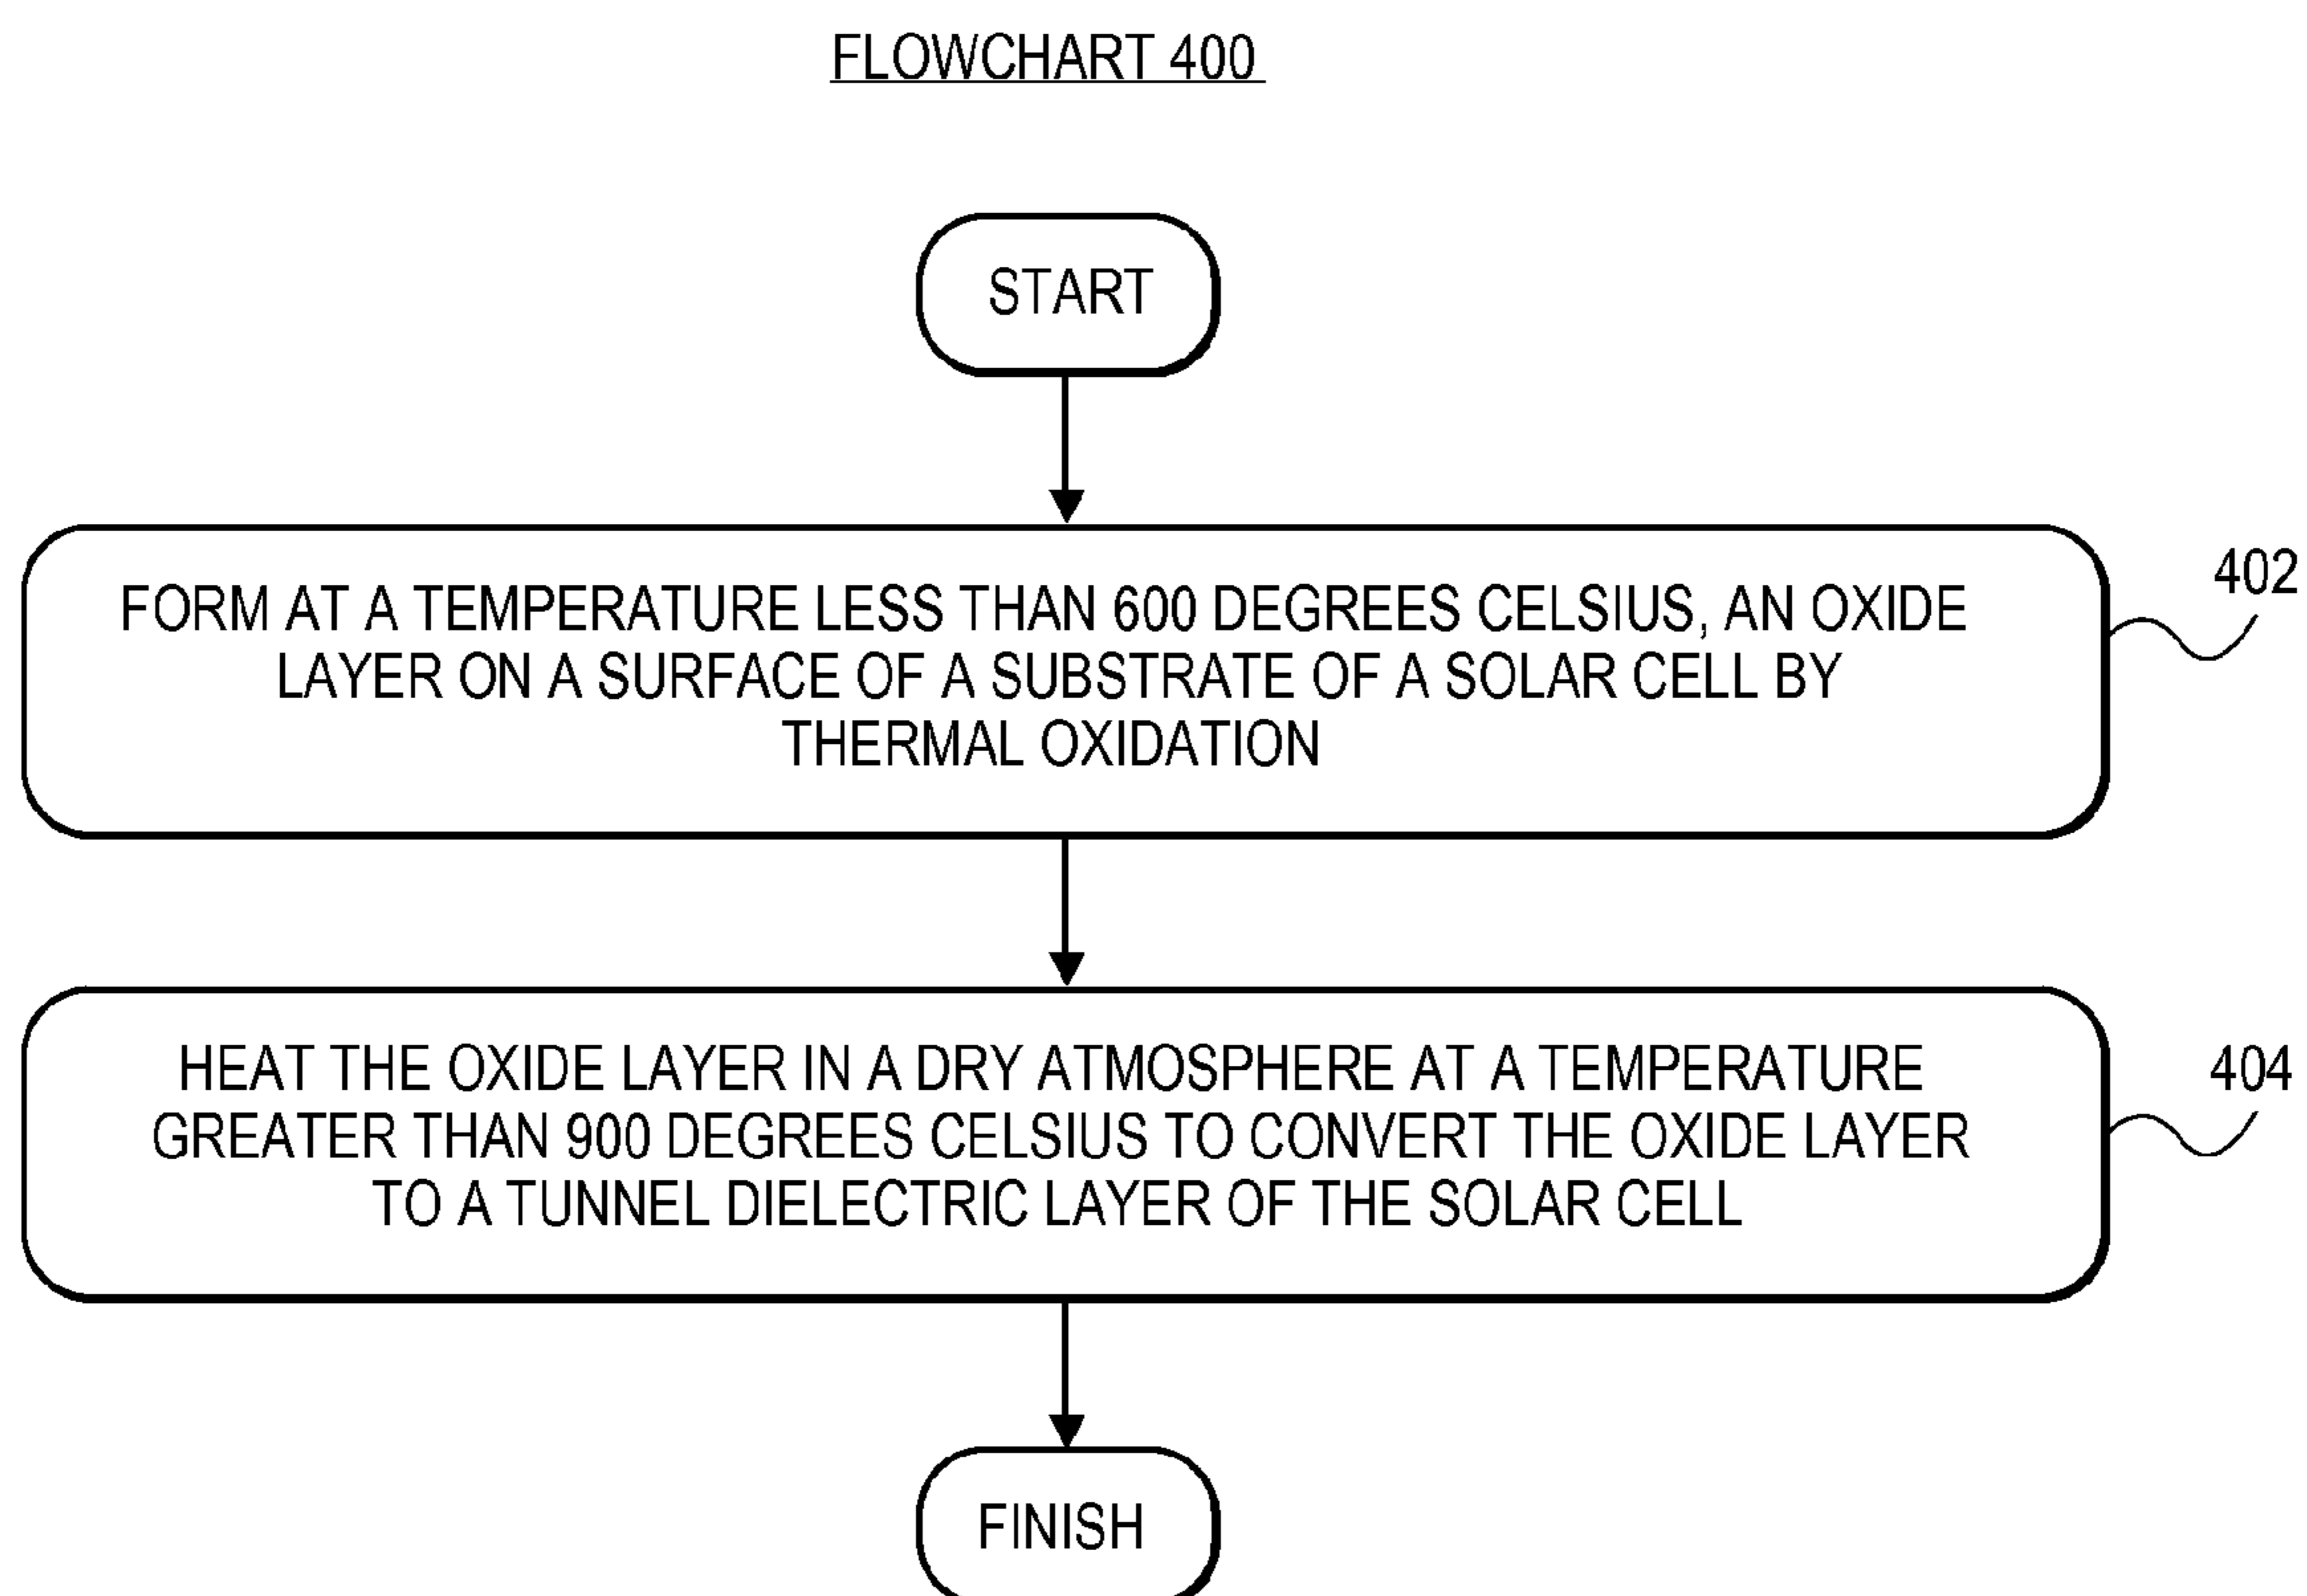 FLOWCHART 400
START
FORM AT A TEMPERATURE LESS THAN 600 DEGREES CELSIUS, AN OXIDE
LAYER ON A SURFACE OF A SUBSTRATE OF A SOLAR CELL BY
THERMAL OXIDATION
402
HEAT THE OXIDE LAYER IN A DRY ATMOSPHERE AT A TEMPERATURE
GREATER THAN 900 DEGREES CELSIUS TO CONVERT THE OXIDE LAYER
TO A TUNNEL DIELECTRIC LAYER OF THE SOLAR CELL
404
FINISH